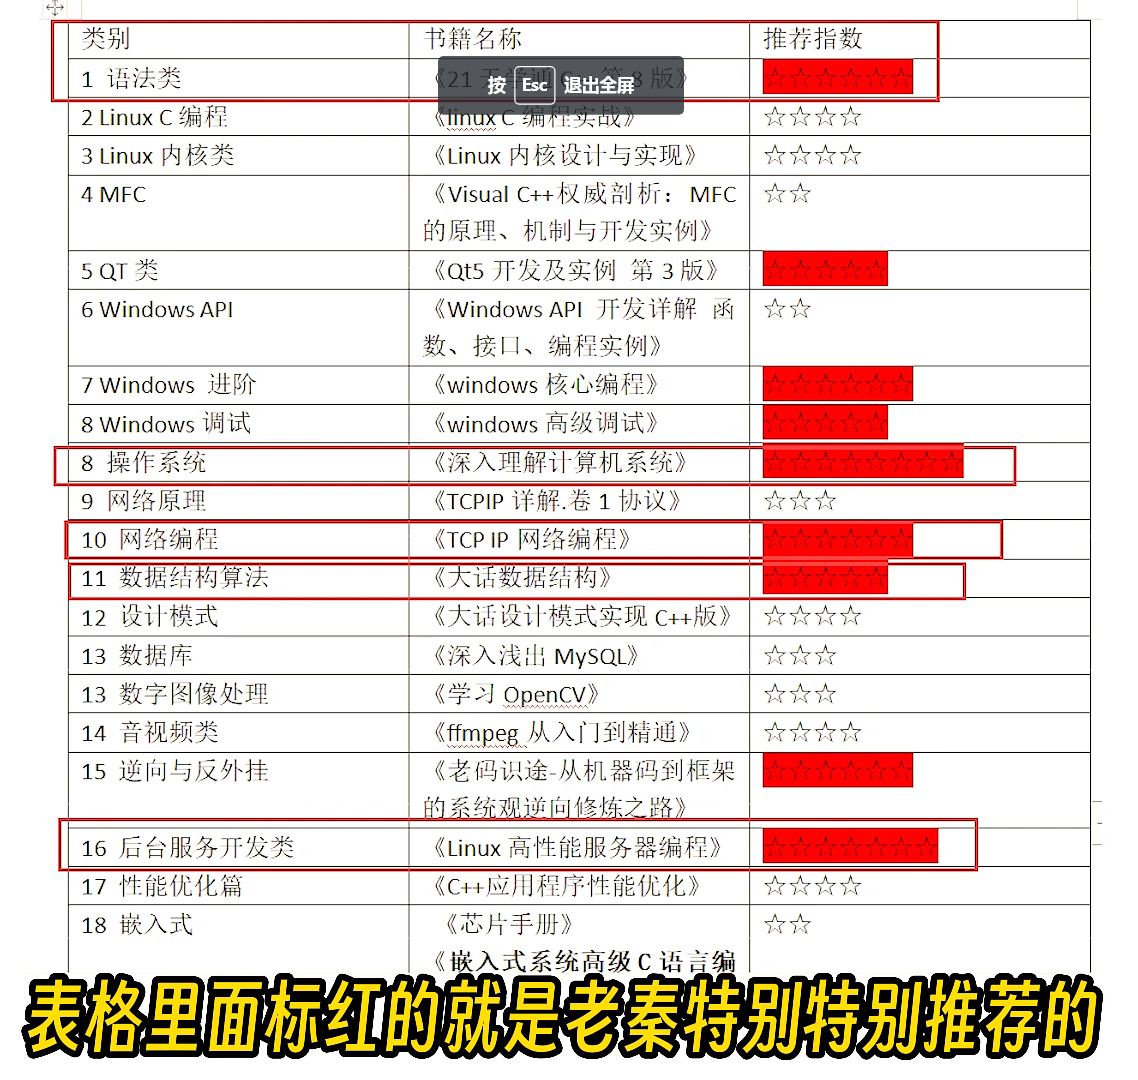 类别 书籍名称 推荐指数
1 语法类 《21天学通C 第8版》 ☆☆☆☆☆☆
按 Esc 退出全屏
2 Linux C 编程 《linux C 编程实战》 ☆☆☆☆
3 Linux 内核类 《Linux 内核设计与实现》 ☆☆☆☆
4 MFC 《Visual C++权威剖析：MFC ☆☆
的原理、机制与开发实例》
5 QT 类 《Qt5 开发及实例 第 3 版》 ☆☆☆☆☆
6 Windows API 《Windows API 开发详解 函 ☆☆
数、接口、编程实例》
7 Windows 进阶 《windows 核心编程》 ☆☆☆☆☆☆
8 Windows 调试 《windows 高级调试》 ☆☆☆☆☆
8 操作系统 《深入理解计算机系统》 ☆☆☆☆☆☆☆☆
9 网络原理 《TCPIP 详解.卷 1 协议》 ☆☆☆
10 网络编程 《TCP IP 网络编程》 ☆☆☆☆☆☆
11 数据结构算法 《大话数据结构》 ☆☆☆☆☆
12 设计模式 《大话设计模式实现 C++版》 ☆☆☆☆
13 数据库 《深入浅出 MySQL》 ☆☆☆
13 数字图像处理 《学习 OpenCV》 ☆☆☆
14 音视频类 《ffmpeg 从入门到精通》 ☆☆☆☆
15 逆向与反外挂 《老码识途-从机器码到框架 ☆☆☆☆☆☆
的系统观逆向修炼之路》
16 后台服务开发类 《Linux 高性能服务器编程》 ☆☆☆☆☆☆☆
17 性能优化篇 《C++应用程序性能优化》 ☆☆☆☆
18 嵌入式 《芯片手册》 ☆☆
《嵌入式系统高级 C 语言编
表格里面标红的就是老秦特别特别推荐的